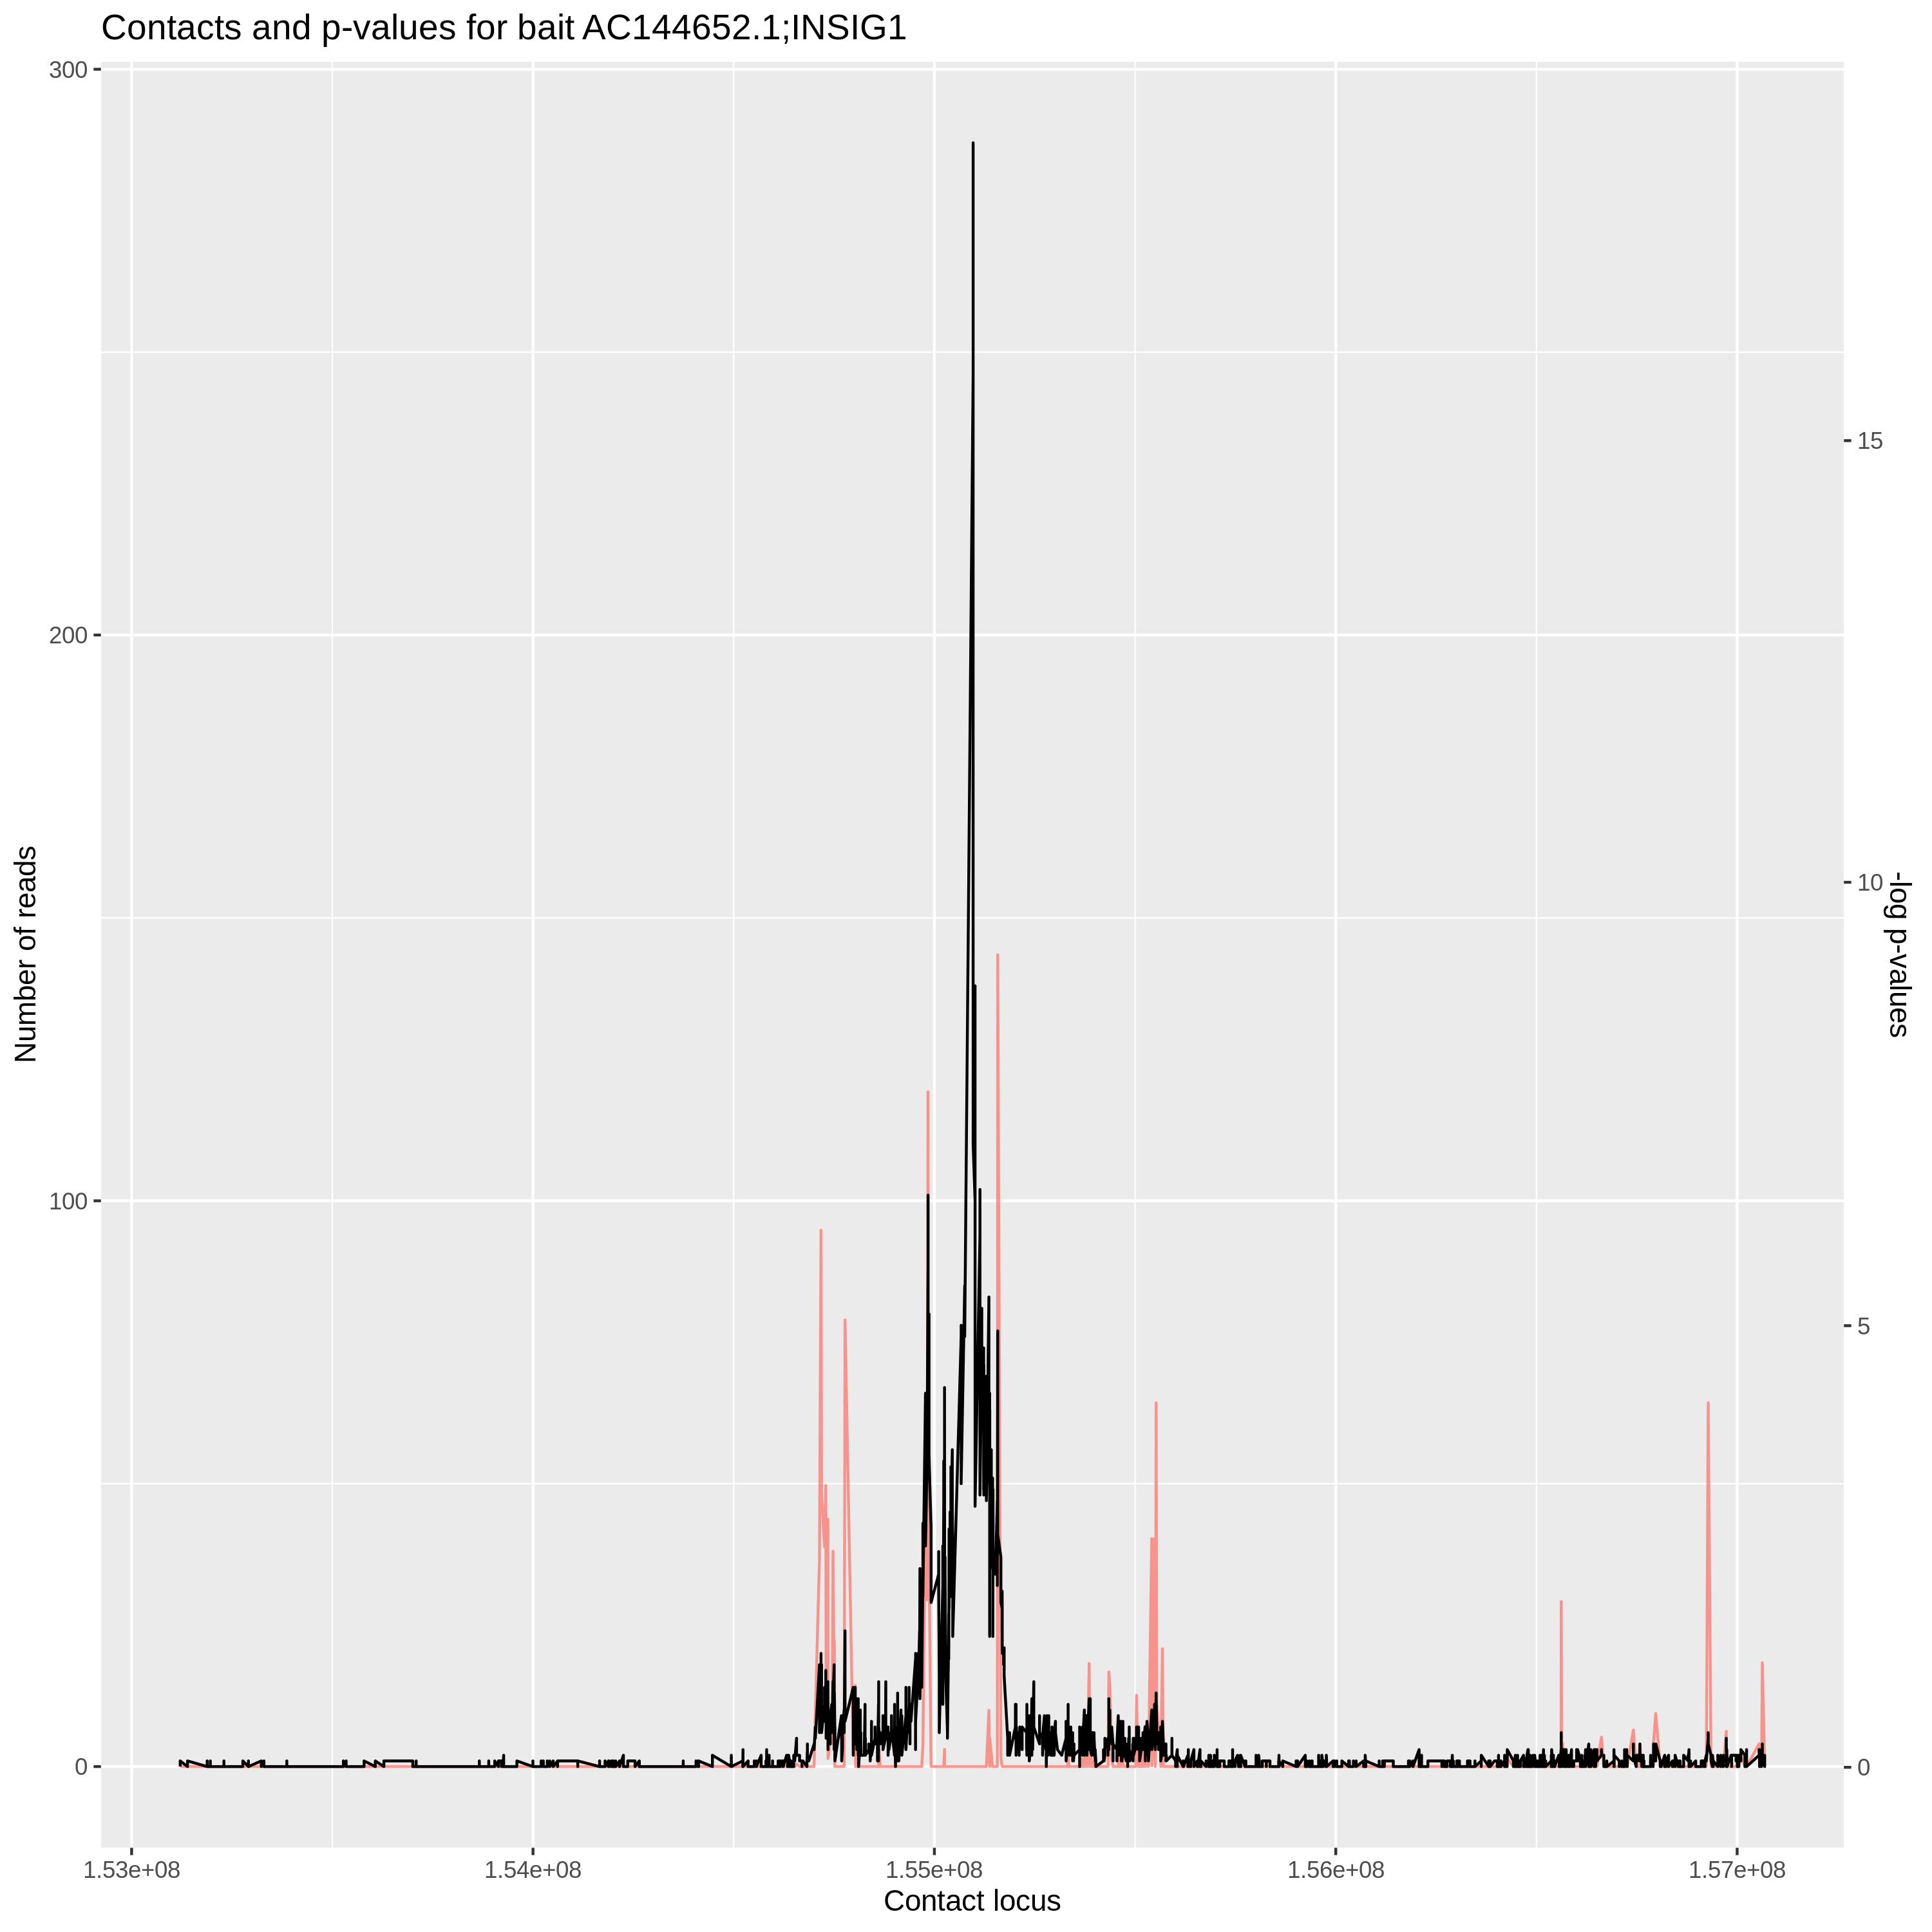 Contacts and p-values for bait AC144652.1;INSIG1
300
200
100
0
Number of reads
15
10
5
0
-log p-values
1.53e+08 1.54e+08 1.55e+08 1.56e+08 1.57e+08
Contact locus